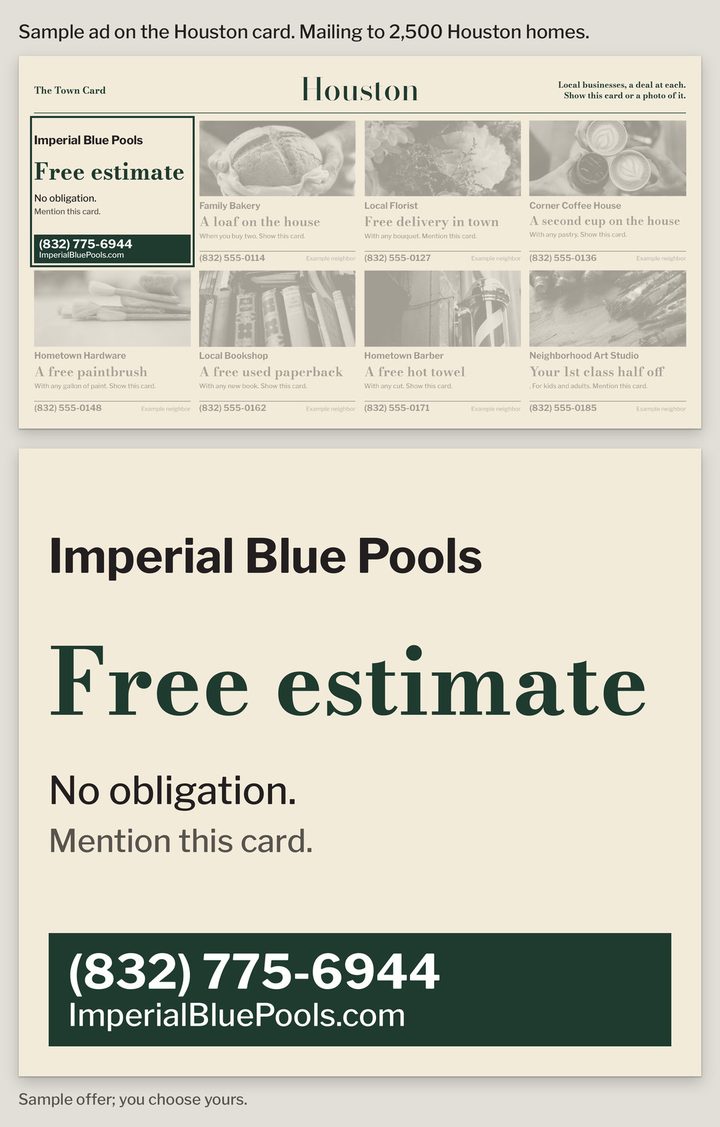 Sample ad on the Houston card. Mailing to 2,500 Houston homes.
The Town Card
Houston
Local businesses, a deal at each.
Show this card or a photo of it.
Imperial Blue Pools
Free estimate
No obligation.
Mention this card.
(832) 775-6944
ImperialBluePools.com
Family Bakery
A loaf on the house
When you buy two. Show this card.
(832) 555-0114
Example neighbor
Local Florist
Free delivery in town
With any bouquet. Mention this card.
(832) 555-0127
Example neighbor
Corner Coffee House
A second cup on the house
With any pastry. Show this card.
(832) 555-0136
Example neighbor
Hometown Hardware
A free paintbrush
With any gallon of paint. Show this card.
(832) 555-0148
Example neighbor
Local Bookshop
A free used paperback
With any new book. Show this card.
(832) 555-0162
Example neighbor
Hometown Barber
A free hot towel
With any cut. Show this card.
(832) 555-0171
Example neighbor
Neighborhood Art Studio
Your 1st class half off
For kids and adults. Mention this card.
(832) 555-0185
Example neighbor
Imperial Blue Pools
Free estimate
No obligation.
Mention this card.
(832) 775-6944
ImperialBluePools.com
Sample offer; you choose yours.